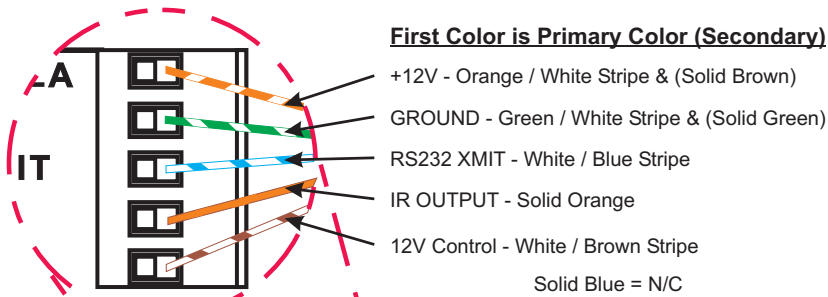 First Color is Primary Color (Secondary)
LA
+12V - Orange / White Stripe & (Solid Brown)
GROUND - Green / White Stripe & (Solid Green)
IT
RS232 XMIT - White / Blue Stripe
IR OUTPUT - Solid Orange
12V Control - White / Brown Stripe
Solid Blue = N/C